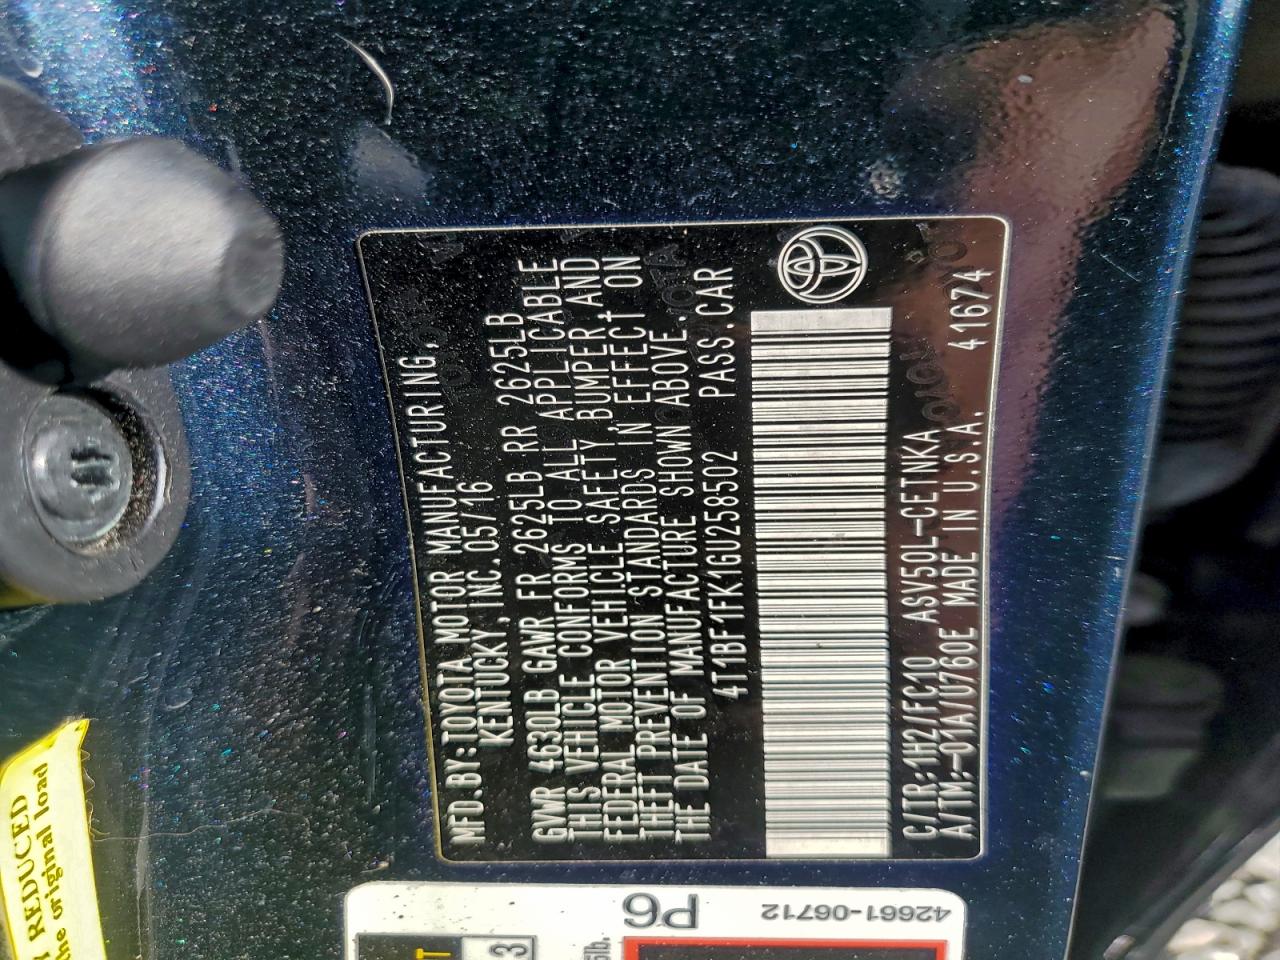 MFD.BY:TOYOTA MOTOR MANUFACTURING,
KENTUCKY, INC. 05/16
GVWR 4630LB GAWR FR 2625LB RR 2625LB
THIS VEHICLE CONFORMS TO ALL APPLICABLE
FEDERAL MOTOR VEHICLE SAFETY,BUMPER,AND
THEFT PREVENTION STANDARDS IN EFFECT ON
THE DATE OF MANUFACTURE SHOWN ABOVE.
4T1BF1FK1GU258502 PASS.CAR
C/TR:1H2/FC10 ASV50L-CETNKA
A/TM:-01A/U760E MADE IN U.S.A. 41674
REDUCED
the original load
P6
42661-06712
3